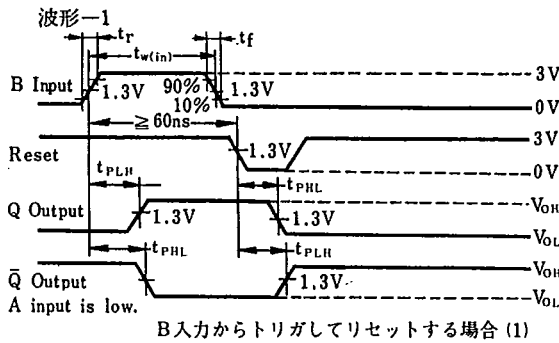 波形−1
tr tw(in) tf
B Input 1.3V 90% 10% 1.3V 3V 0V
≧60ns
Reset 1.3V 3V 0V
tPLH tPHL
Q Output 1.3V 1.3V VOH VOL
tPHL tPLH
Q̄ Output 1.3V 1.3V VOH VOL
A input is low.
B入力からトリガしてリセットする場合 (1)